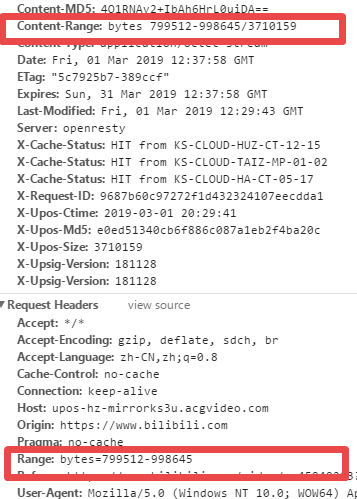 Content-MD5: 4O1RNAv2+IbAh6HrL0uiDA==
Content-Range: bytes 799512-998645/3710159
Content-Type: application/octet-stream
Date: Fri, 01 Mar 2019 12:37:58 GMT
ETag: "5c7925b7-389ccf"
Expires: Sun, 31 Mar 2019 12:37:58 GMT
Last-Modified: Fri, 01 Mar 2019 12:29:43 GMT
Server: openresty
X-Cache-Status: HIT from KS-CLOUD-HUZ-CT-12-15
X-Cache-Status: HIT from KS-CLOUD-TAIZ-MP-01-02
X-Cache-Status: HIT from KS-CLOUD-HA-CT-05-17
X-Request-ID: 9687b60c97272f1d432324107eecdda1
X-Upos-Ctime: 2019-03-01 20:29:41
X-Upos-Md5: e0ed51340cb6f886c087a1eb2f4ba20c
X-Upos-Size: 3710159
X-Upsig-Version: 181128
X-Upsig-Version: 181128
Request Headers view source
Accept: */*
Accept-Encoding: gzip, deflate, sdch, br
Accept-Language: zh-CN,zh;q=0.8
Cache-Control: no-cache
Connection: keep-alive
Host: upos-hz-mirrorks3u.acgvideo.com
Origin: https://www.bilibili.com
Pragma: no-cache
Range: bytes=799512-998645
User-Agent: Mozilla/5.0 (Windows NT 10.0; WOW64) Ap